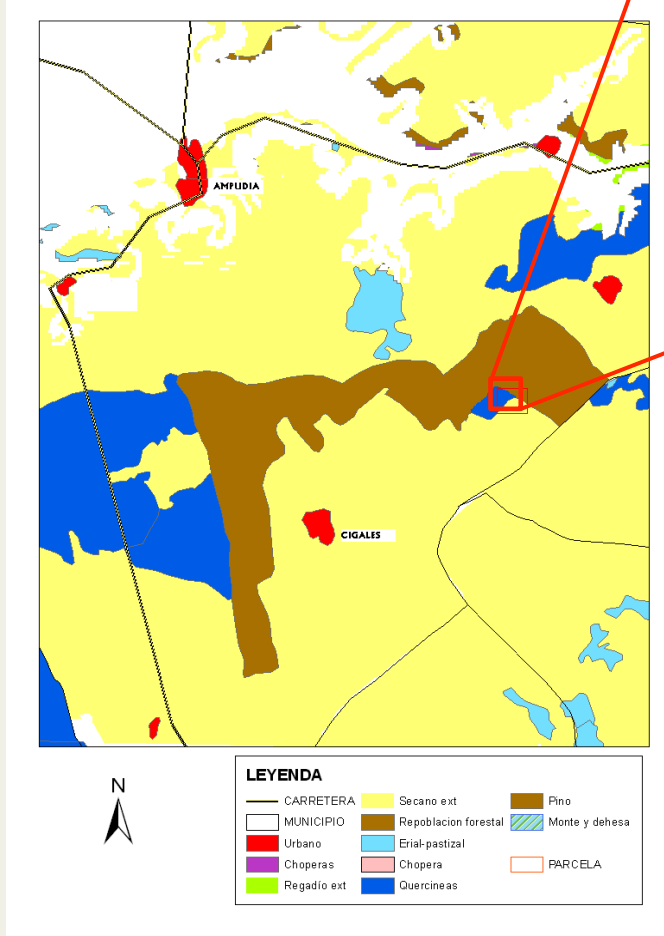 AMPUDIA
CIGALES
N
LEYENDA
CARRETERA
MUNICIPIO
Urbano
Choperas
Regadío ext
Secano ext
Repoblacion forestal
Erial-pastizal
Chopera
Quercineas
Pino
Monte y dehesa
PARCELA